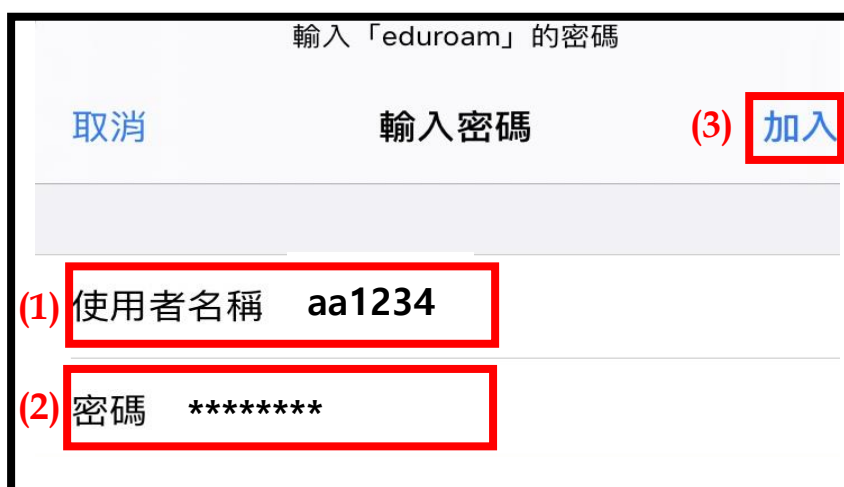 輸入「eduroam」的密碼
取消 輸入密碼 (3) 加入
(1) 使用者名稱 aa1234
(2) 密碼 ********